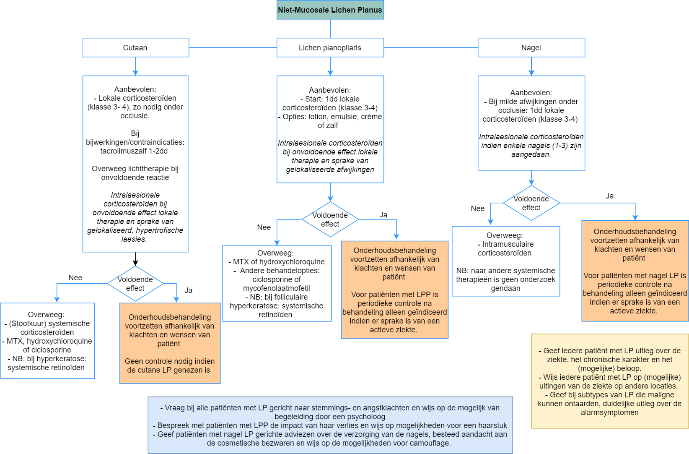 Niet-Mucosale Lichen Planus
Cutaan
Lichen planopilaris
Nagel
Aanbevolen:
- Lokale corticosteroïden
(klasse 3- 4), zo nodig onder
occlusie.
Bij
bijwerkingen/contraindicaties:
tacrolimuszalf 1-2dd
Overweeg lichttherapie bij
onvoldoende reactie
Intralaesionale
corticosteroïden bij
onvoldoende effect lokale
therapie en sprake van
gelokaliseerd, hypertrofische
laesies.
Aanbevolen:
- Start: 1dd lokale
corticosteroïden (klasse 3-4)
- Opties: lotion, emulsie, crème
of zalf
Intralaesionale corticosteroïden
bij onvoldoende effect lokale
therapie en sprake van
gelokaliseerde afwijkingen
Aanbevolen:
- Bij milde afwijkingen onder
occlusie: 1dd lokale
corticosteroïden (klasse 3-4)
Intralaesionale corticosteroïden
indien enkele nagels (1-3) zijn
aangedaan.
Voldoende
effect
Nee
Ja
Voldoende
effect
Nee
Ja
Voldoende
effect
Nee
Ja
Overweeg:
- (Stootkuur) systemische
corticosteroïden
- MTX, hydroxychloroquine
of ciclosporine
- NB: bij hyperkeratose:
systemische retinoïden
Onderhoudsbehandeling
voortzetten afhankelijk van
klachten en wensen van
patiënt
Geen controle nodig indien
de cutane LP genezen is
Overweeg:
- MTX of hydroxychloroquine
- Andere behandelopties:
ciclosporine of
mycofenolaatmofetil
- NB: bij folliculaire
hyperkeratose: systemische
retinoïden
Onderhoudsbehandeling
voortzetten afhankelijk van
klachten en wensen van
patiënt
Voor patiënten met LPP is
periodieke controle na
behandeling alleen geïndiceerd
indien er sprake is van een
actieve ziekte.
Overweeg:
- Intramusculaire
corticosteroïden
NB: naar andere systemische
therapieën is geen onderzoek
gendaan
Onderhoudsbehandeling
voortzetten afhankelijk van
klachten en wensen van
patiënt
Voor patiënten met nagel LP is
periodieke controle na
behandeling alleen geïndiceerd
indien er sprake is van een
actieve ziekte.
- Geef iedere patiënt met LP uitleg over de
ziekte, het chronische karakter en het
(mogelijke) beloop.
- Wijs iedere patiënt met LP op (mogelijke)
uitingen van de ziekte op andere locaties.
- Geef bij subtypes van LP die maligne
kunnen ontaarden, duidelijke uitleg over de
alarmsymptomen
- Vraag bij alle patiënten met LP gericht naar stemmings- en angstklachten en wijs op de mogelijk van
begeleiding door een psycholoog
- Bespreek met patiënten met LPP de impact van haar verlies en wijs op mogelijkheden voor een haarstuk
- Geef patiënten met nagel LP gerichte adviezen over de verzorging van de nagels, besteed aandacht aan
de cosmetische bezwaren en wijs op de mogelijkheden voor camouflage.